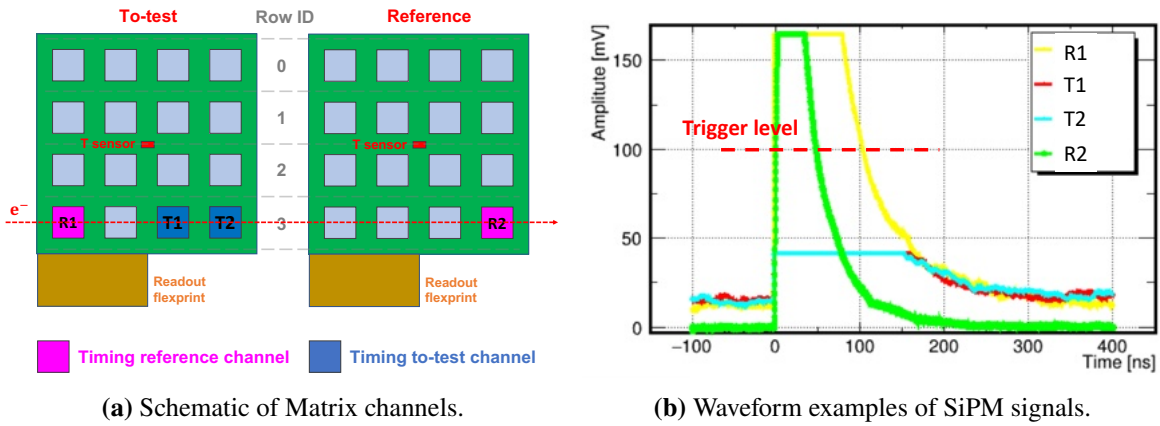 To-test
Row ID
Reference
0
1
T sensor
T sensor
2
e⁻
R1
T1
T2
3
R2
Readout
flexprint
Readout
flexprint
Timing reference channel
Timing to-test channel
(a) Schematic of Matrix channels.
Amplitude [mV]
150
100
50
0
Trigger level
R1
T1
T2
R2
−100
0
100
200
300
400
Time [ns]
(b) Waveform examples of SiPM signals.